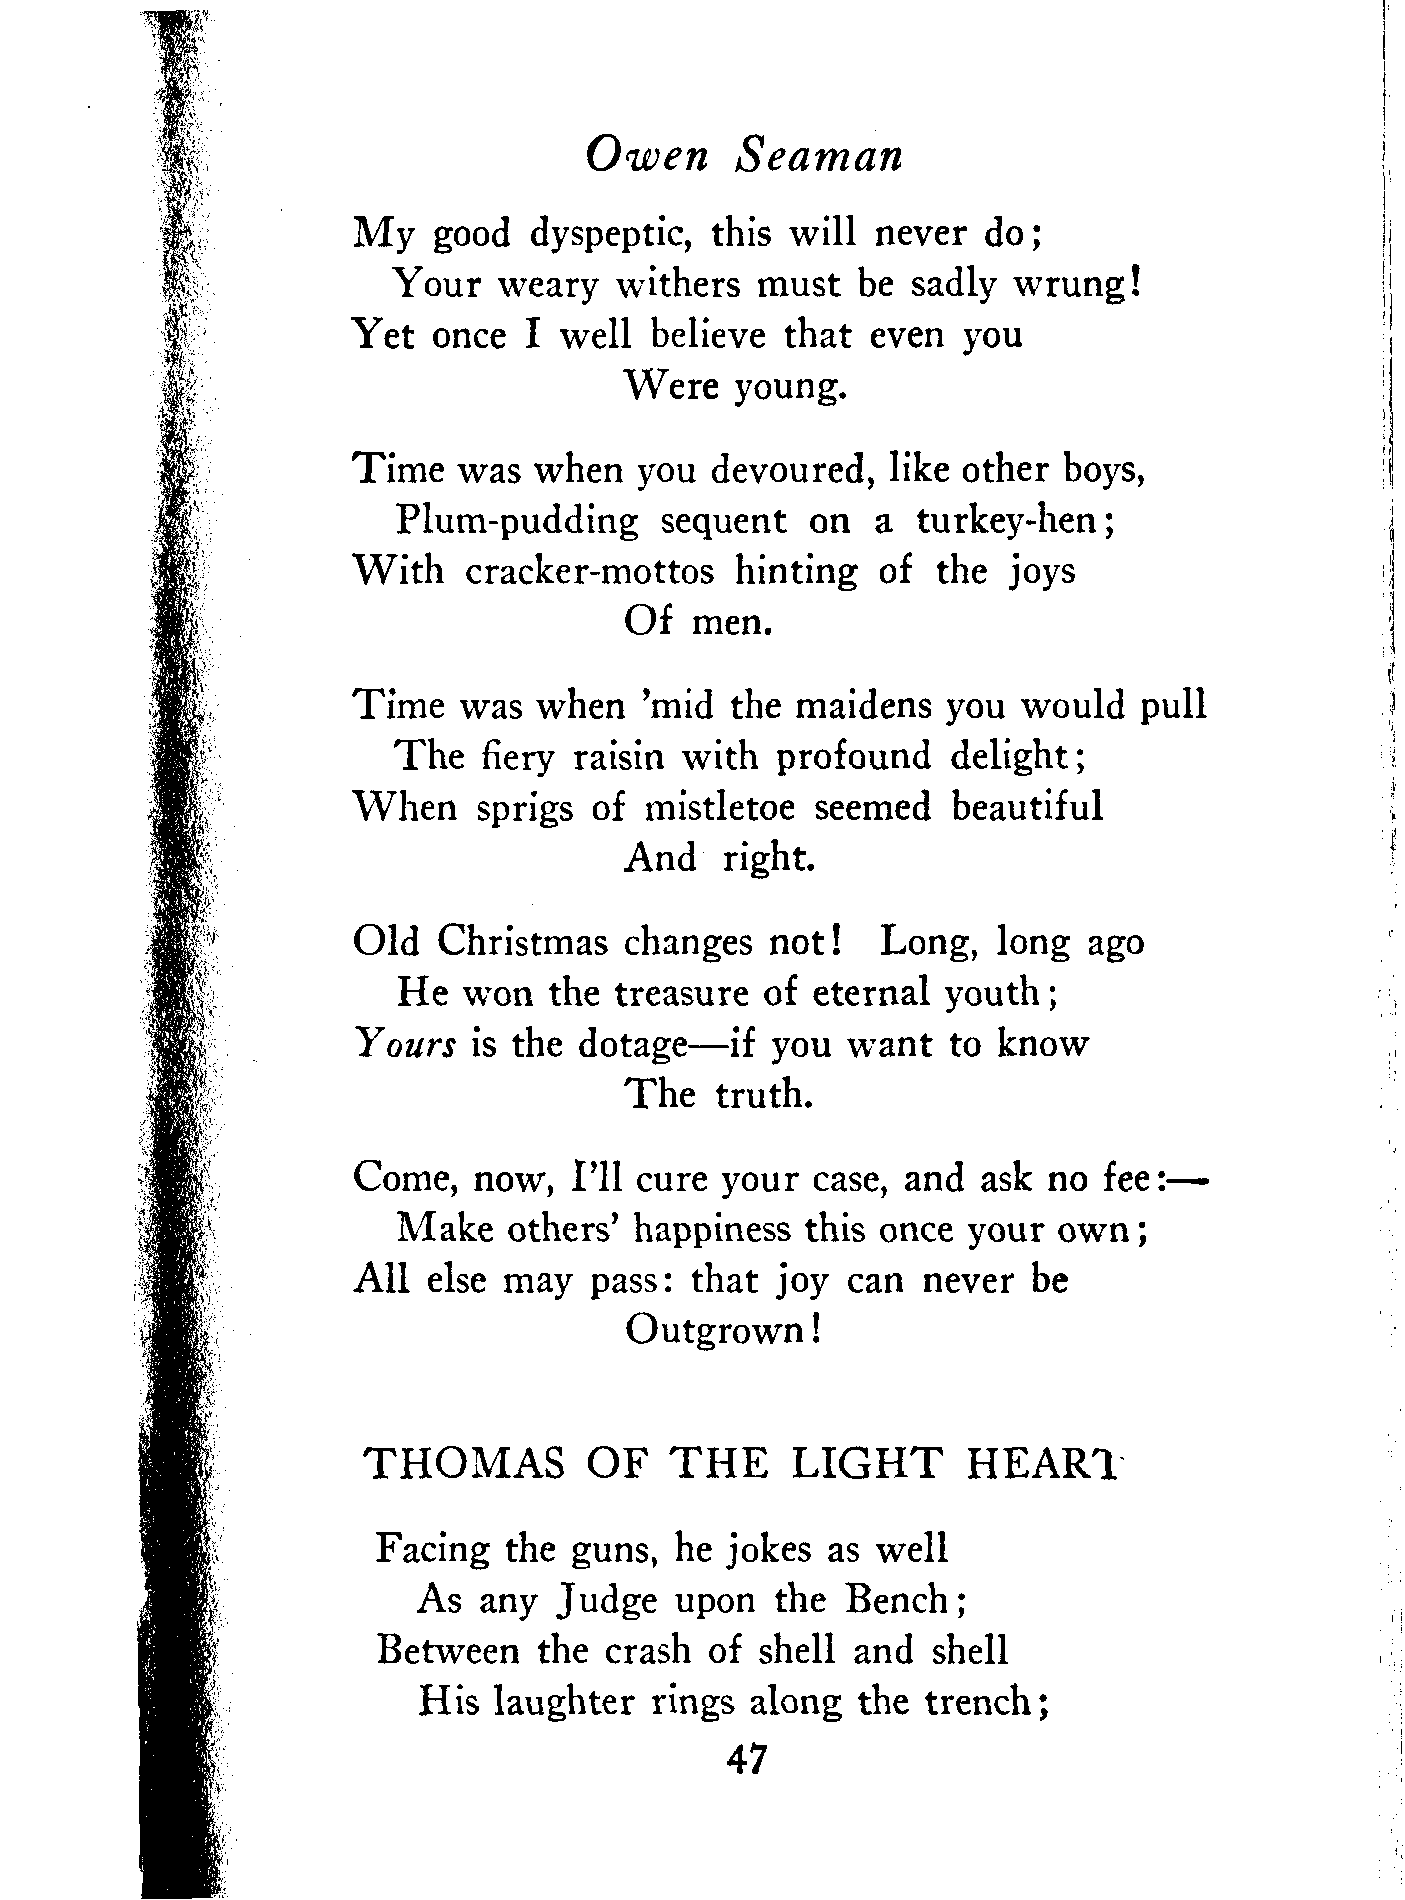 Owen Seaman
My good dyspeptic, this will never do;
Your weary withers must be sadly wrung!
Yet once I well believe that even you
Were young.
Time was when you devoured, like other boys,
Plum-pudding sequent on a turkey-hen;
With cracker-mottos hinting of the joys
Of men.
Time was when ’mid the maidens you would pull
The fiery raisin with profound delight;
When sprigs of mistletoe seemed beautiful
And right.
Old Christmas changes not! Long, long ago
He won the treasure of eternal youth;
Yours is the dotage—if you want to know
The truth.
Come, now, I’ll cure your case, and ask no fee:—
Make others’ happiness this once your own;
All else may pass: that joy can never be
Outgrown!
THOMAS OF THE LIGHT HEART
Facing the guns, he jokes as well
As any Judge upon the Bench;
Between the crash of shell and shell
His laughter rings along the trench;
47